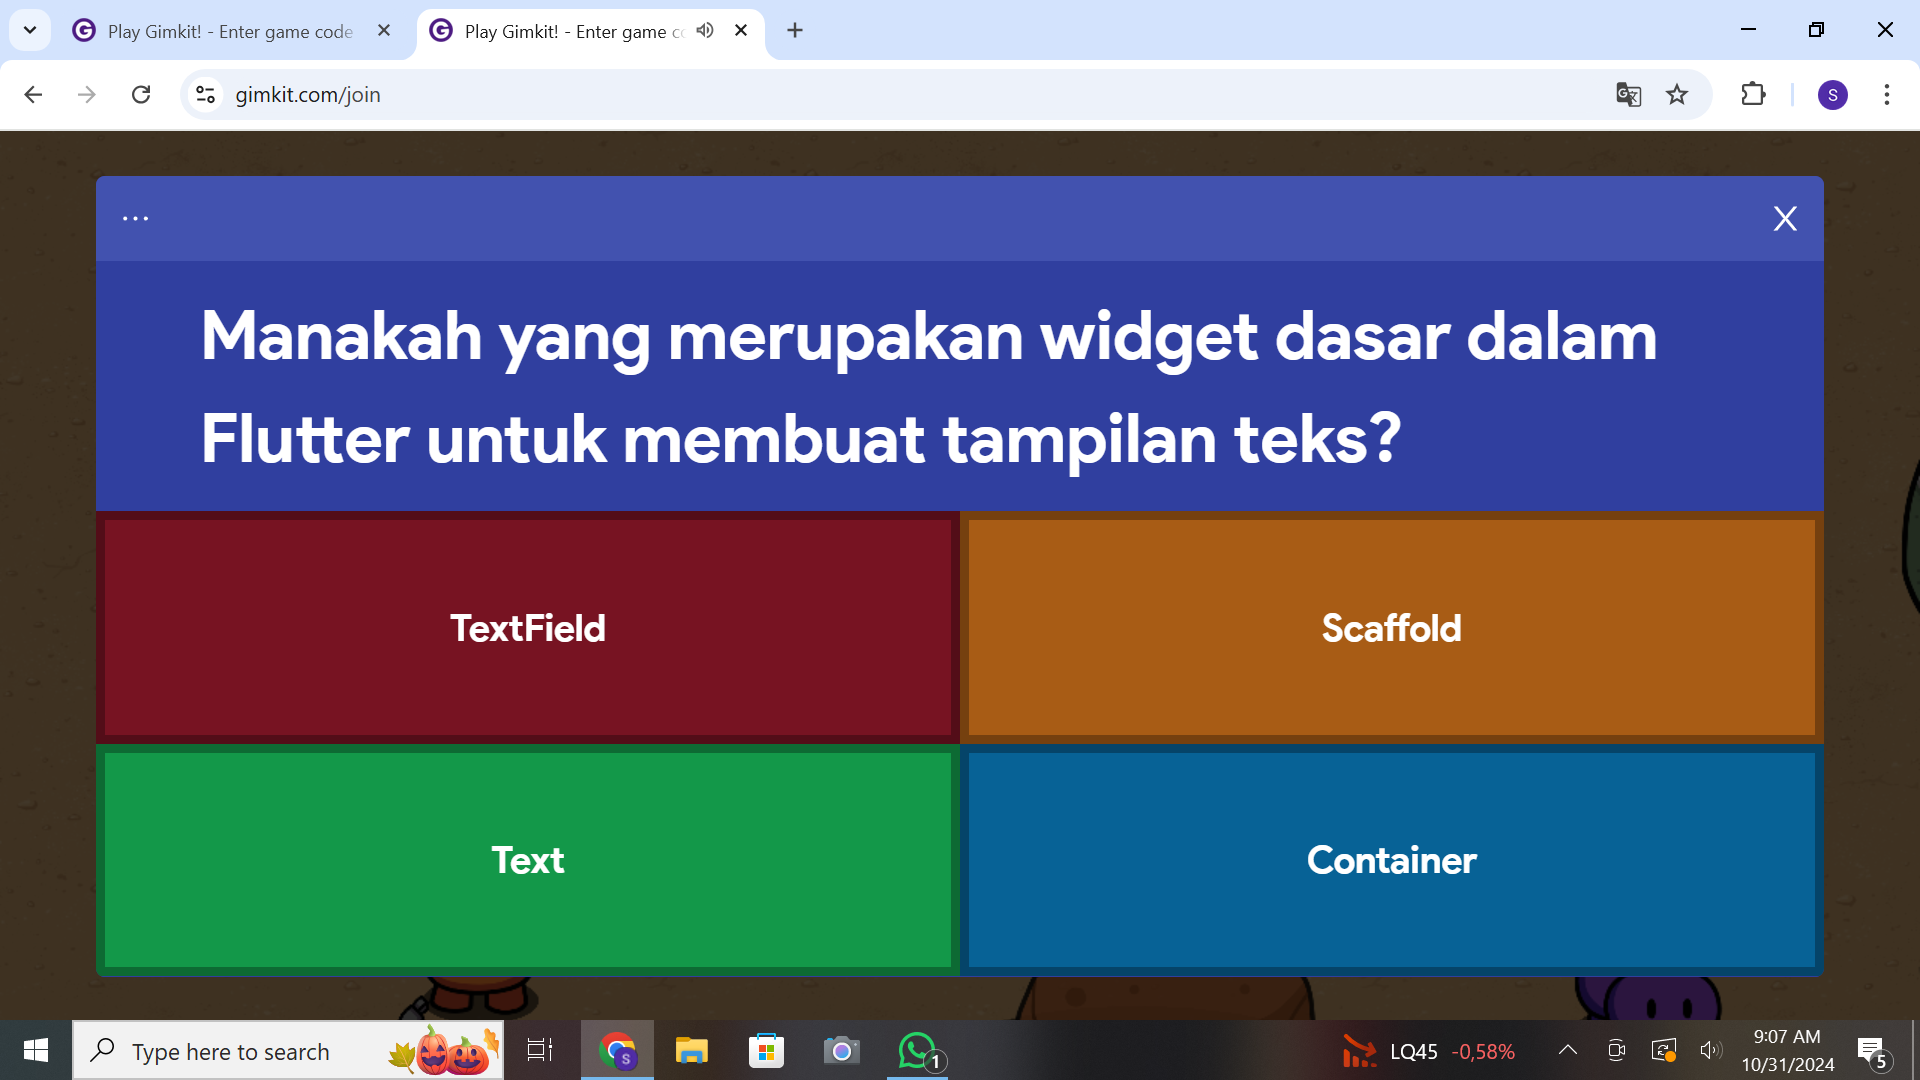 Play Gimkit! - Enter game code
Play Gimkit! - Enter game co
gimkit.com/join
S
...
X
Manakah yang merupakan widget dasar dalam
Flutter untuk membuat tampilan teks?
TextField
Scaffold
Text
Container
Type here to search
S
1
LQ45 -0,58%
9:07 AM
10/31/2024
5